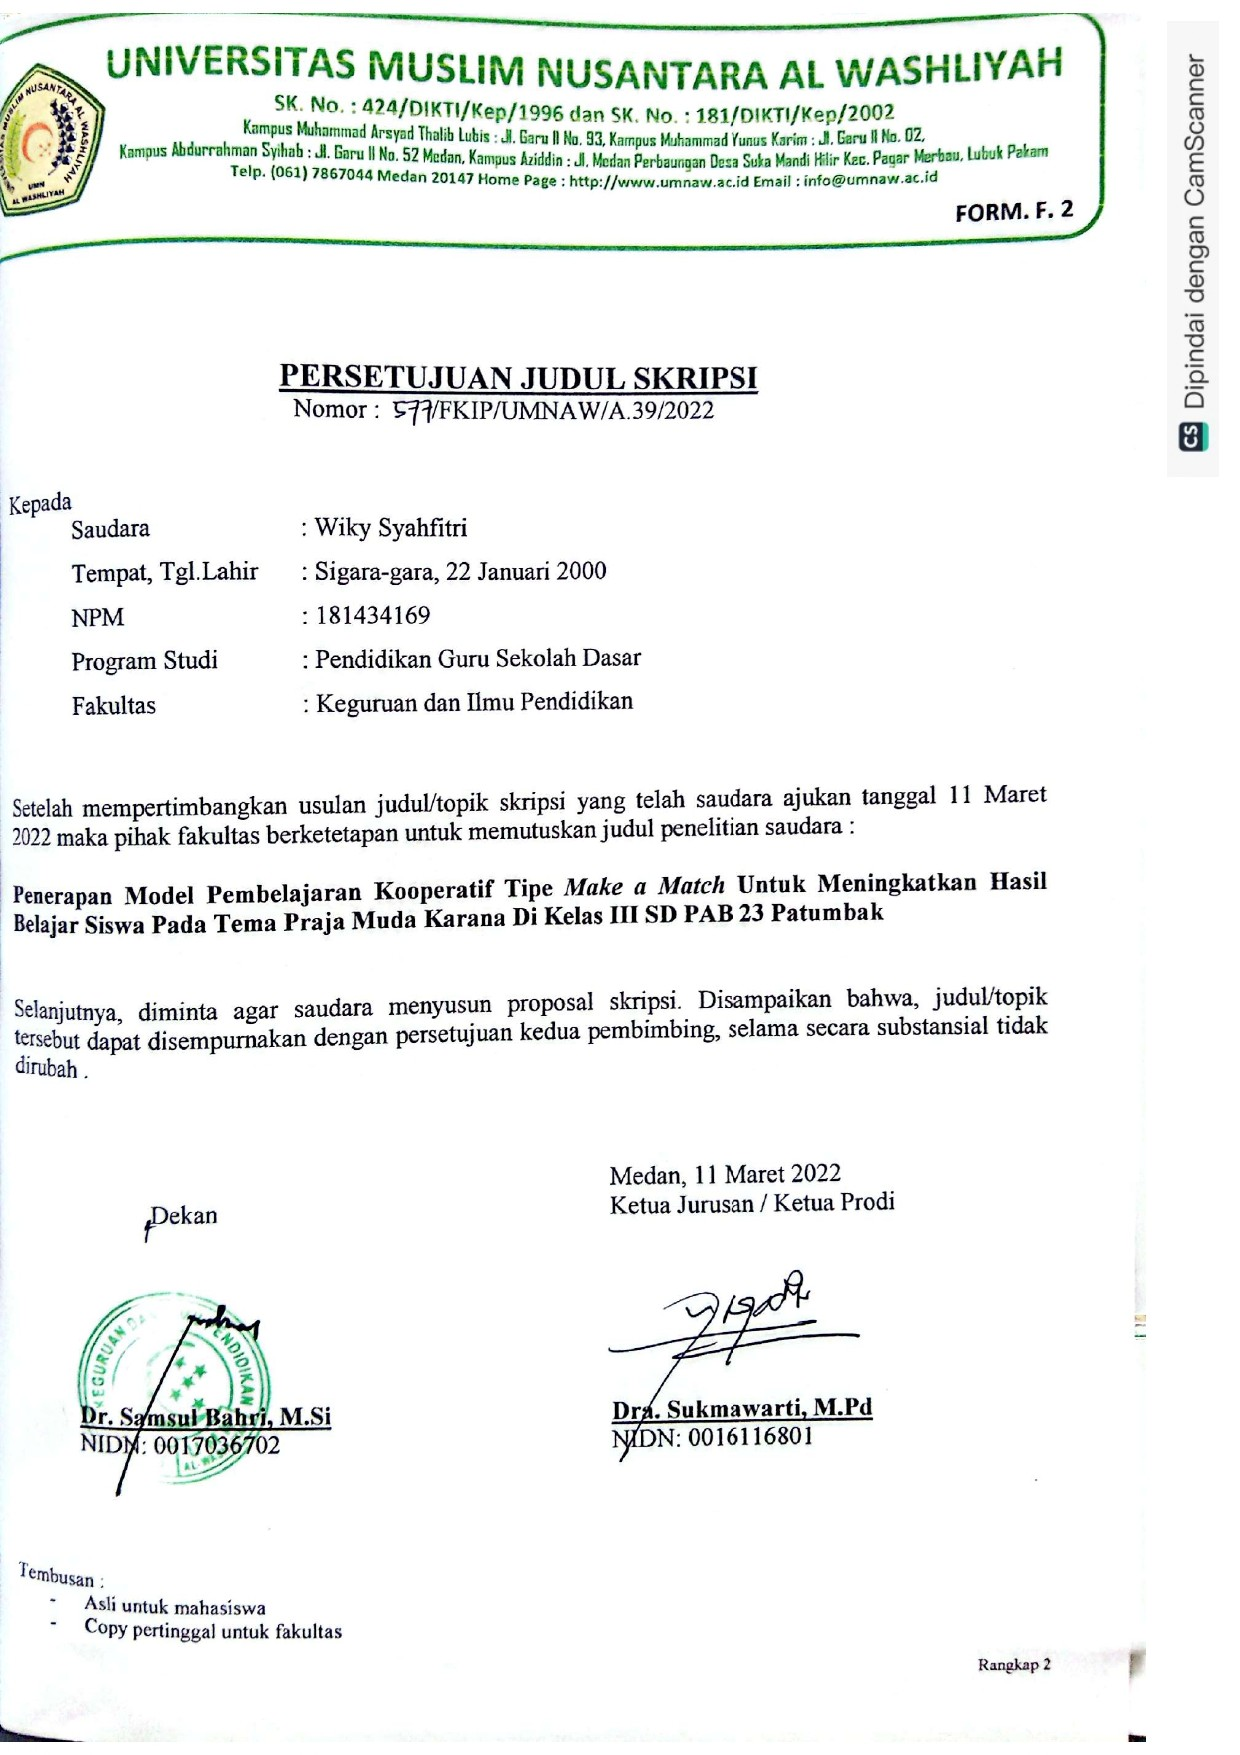 UNIVERSITAS MUSLIM NUSANTARA AL WASHLIYAH
SK. No. : 424/DIKTI/Kep/1996 dan SK. No. : 181/DIKTI/Kep/2002
Kampus Muhammad Arsyad Thalib Lubis : Jl. Garu II No. 93, Kampus Muhammad Yunus Karim : Jl. Garu II No. 02,
Kampus Abdurrahman Syihab : Jl. Garu II No. 52 Medan, Kampus Aziddin : Jl. Medan Perbaungan Desa Suka Mandi Hilir Kec. Pagar Merbau, Lubuk Pakam
Telp. (061) 7867044 Medan 20147 Home Page : http://www.umnaw.ac.id Email : info@umnaw.ac.id
UMN
AL WASHLIYAH
FORM. F. 2
CS Dipindai dengan CamScanner
PERSETUJUAN JUDUL SKRIPSI
Nomor : 577/FKIP/UMNAW/A.39/2022
Kepada
Saudara : Wiky Syahfitri
Tempat, Tgl.Lahir : Sigara-gara, 22 Januari 2000
NPM : 181434169
Program Studi : Pendidikan Guru Sekolah Dasar
Fakultas : Keguruan dan Ilmu Pendidikan
Setelah mempertimbangkan usulan judul/topik skripsi yang telah saudara ajukan tanggal 11 Maret
2022 maka pihak fakultas berketetapan untuk memutuskan judul penelitian saudara :
Penerapan Model Pembelajaran Kooperatif Tipe Make a Match Untuk Meningkatkan Hasil
Belajar Siswa Pada Tema Praja Muda Karana Di Kelas III SD PAB 23 Patumbak
Selanjutnya, diminta agar saudara menyusun proposal skripsi. Disampaikan bahwa, judul/topik
tersebut dapat disempurnakan dengan persetujuan kedua pembimbing, selama secara substansial tidak
dirubah .
Medan, 11 Maret 2022
Ketua Jurusan / Ketua Prodi
Dekan
Dr. Samsul Bahri, M.Si
NIDN: 0017036702
Dra. Sukmawarti, M.Pd
NIDN: 0016116801
Tembusan :
- Asli untuk mahasiswa
- Copy pertinggal untuk fakultas
Rangkap 2